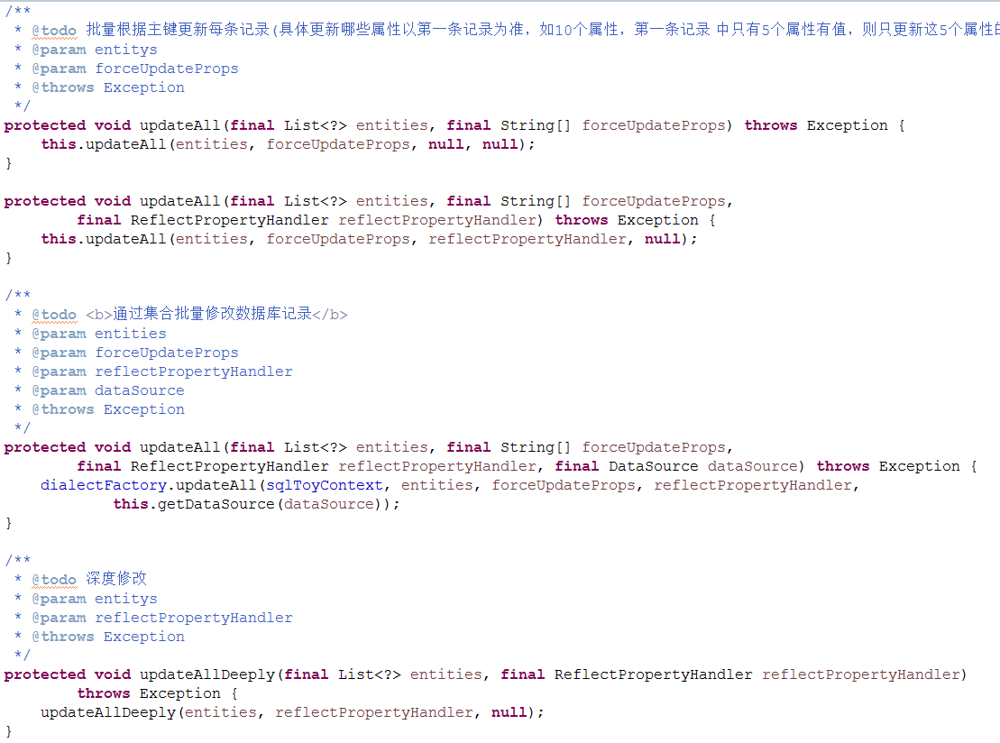 /**
 * @todo 批量根据主键更新每条记录(具体更新哪些属性以第一条记录为准，如10个属性，第一条记录 中只有5个属性有值，则只更新这5个属性的
 * @param entitys
 * @param forceUpdateProps
 * @throws Exception
 */
protected void updateAll(final List<?> entities, final String[] forceUpdateProps) throws Exception {
    this.updateAll(entities, forceUpdateProps, null, null);
}
protected void updateAll(final List<?> entities, final String[] forceUpdateProps,
        final ReflectPropertyHandler reflectPropertyHandler) throws Exception {
    this.updateAll(entities, forceUpdateProps, reflectPropertyHandler, null);
}
/**
 * @todo <b>通过集合批量修改数据库记录</b>
 * @param entities
 * @param forceUpdateProps
 * @param reflectPropertyHandler
 * @param dataSource
 * @throws Exception
 */
protected void updateAll(final List<?> entities, final String[] forceUpdateProps,
        final ReflectPropertyHandler reflectPropertyHandler, final DataSource dataSource) throws Exception {
    dialectFactory.updateAll(sqlToyContext, entities, forceUpdateProps, reflectPropertyHandler,
            this.getDataSource(dataSource));
}
/**
 * @todo 深度修改
 * @param entitys
 * @param reflectPropertyHandler
 * @throws Exception
 */
protected void updateAllDeeply(final List<?> entities, final ReflectPropertyHandler reflectPropertyHandler)
        throws Exception {
    updateAllDeeply(entities, reflectPropertyHandler, null);
}